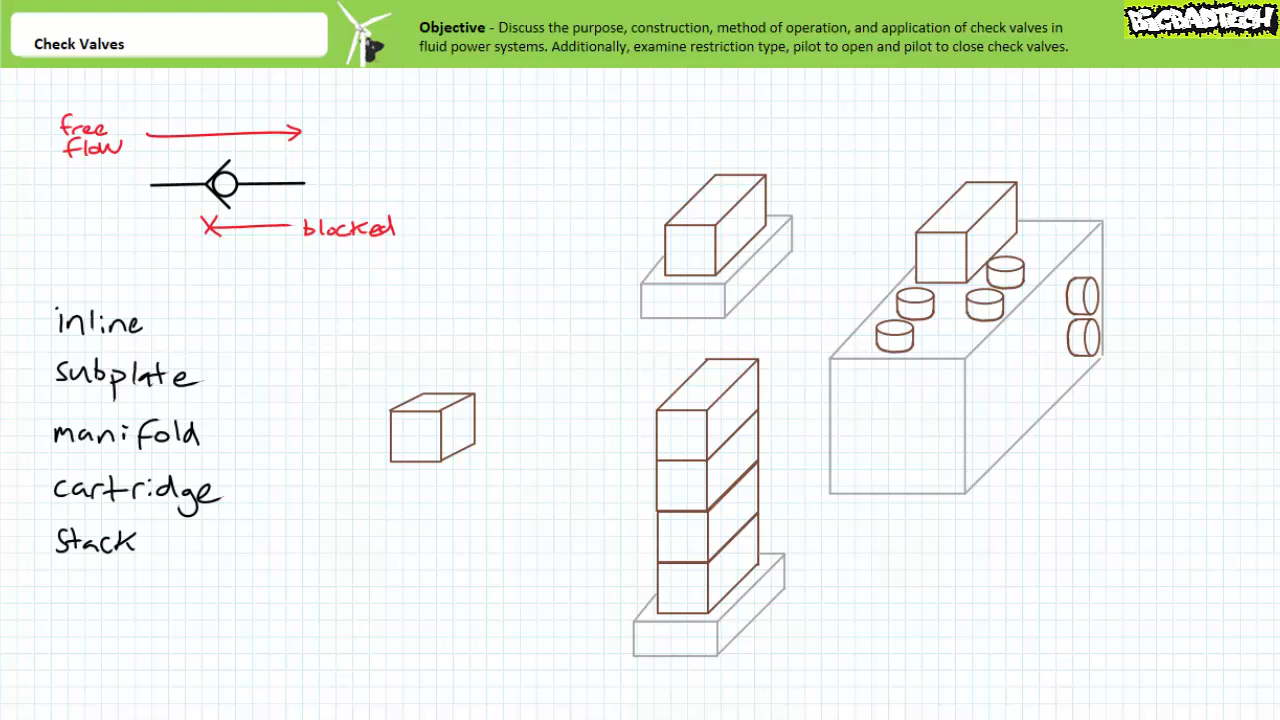 Check Valves
Objective - Discuss the purpose, construction, method of operation, and application of check valves in
fluid power systems. Additionally, examine restriction type, pilot to open and pilot to close check valves.
BIGBADTECH
free
flow
blocked
inline
subplate
manifold
cartridge
stack